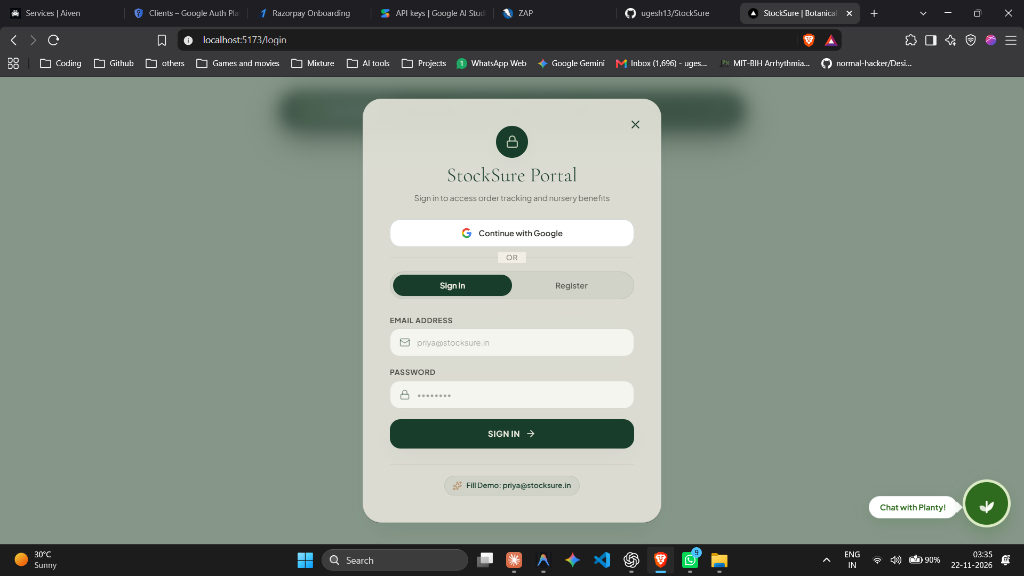 Services | Aiven
Clients – Google Auth Pla
Razorpay Onboarding
API keys | Google AI Stud
ZAP
ugesh13/StockSure
StockSure | Botanical
localhost:5173/login
Coding
Github
others
Games and movies
Mixture
AI tools
Projects
WhatsApp Web
Google Gemini
Inbox (1,696) - uges...
MIT-BIH Arrhythmia...
normal-hacker/Desi...
StockSure Portal
Sign in to access order tracking and nursery benefits
Continue with Google
OR
Sign In
Register
EMAIL ADDRESS
priya@stocksure.in
PASSWORD
••••••••
SIGN IN →
Fill Demo: priya@stocksure.in
Chat with Planty!
30°C
Sunny
Search
9
ENG
IN
90%
03:35
22-11-2026